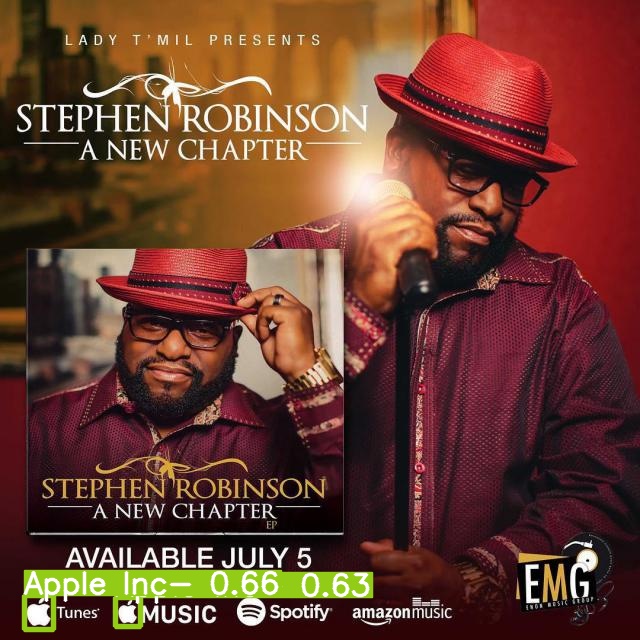 LADY T'MIL PRESENTS
STEPHEN ROBINSON
A NEW CHAPTER
STEPHEN ROBINSON
A NEW CHAPTER
EP
AVAILABLE JULY 5
Apple Inc- 0.66 0.63
iTunes MUSIC Spotify amazonmusic
EMG
ENON MUSIC GROUP